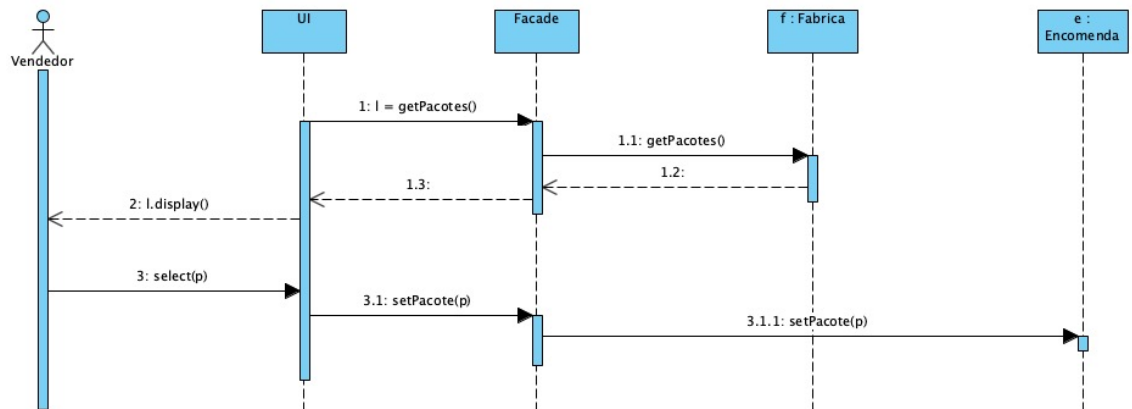 UI
Facade
f : Fabrica
e :
Encomenda
Vendedor
1: l = getPacotes()
1.1: getPacotes()
1.2:
1.3:
2: l.display()
3: select(p)
3.1: setPacote(p)
3.1.1: setPacote(p)